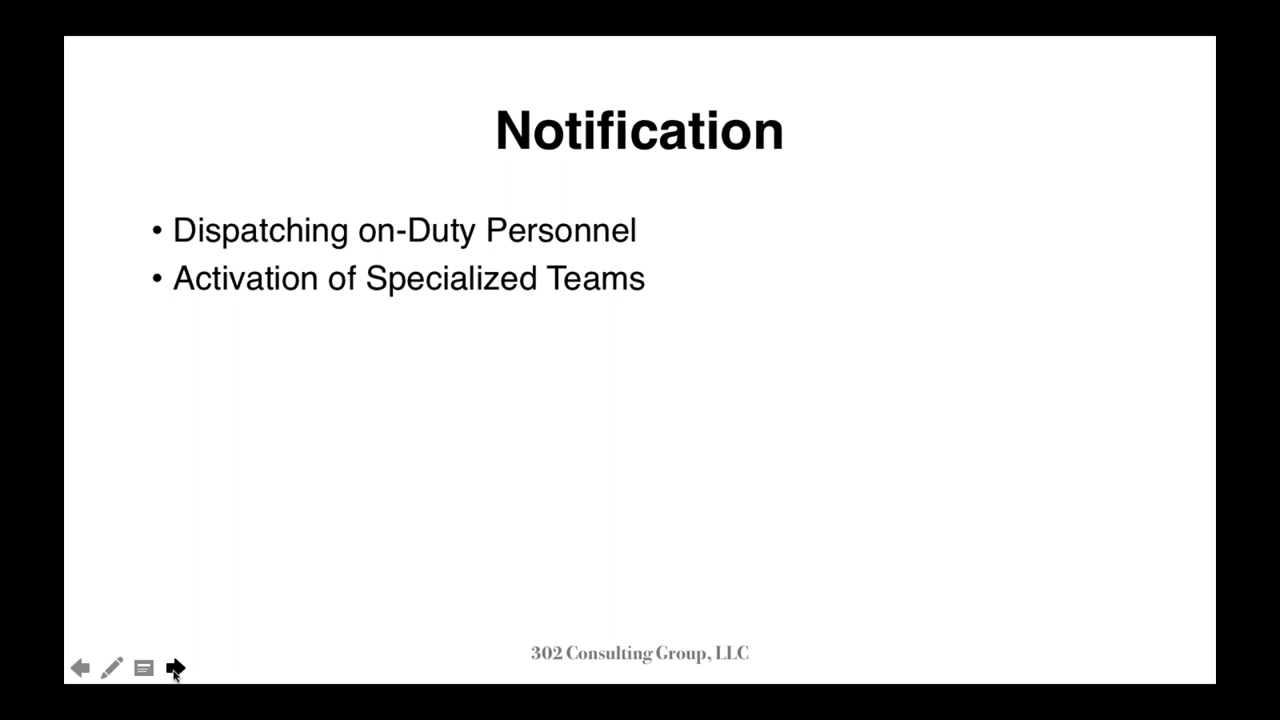 Notification
• Dispatching on-Duty Personnel
• Activation of Specialized Teams
302 Consulting Group, LLC